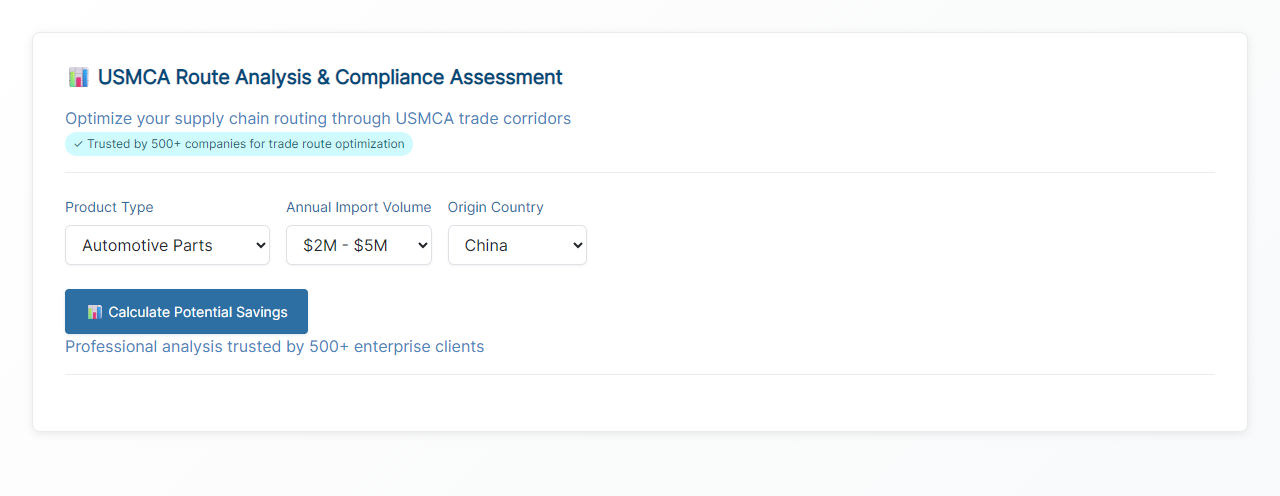 📊 USMCA Route Analysis & Compliance Assessment
Optimize your supply chain routing through USMCA trade corridors
✓ Trusted by 500+ companies for trade route optimization
Product Type Annual Import Volume Origin Country
Automotive Parts $2M - $5M China
📊 Calculate Potential Savings
Professional analysis trusted by 500+ enterprise clients